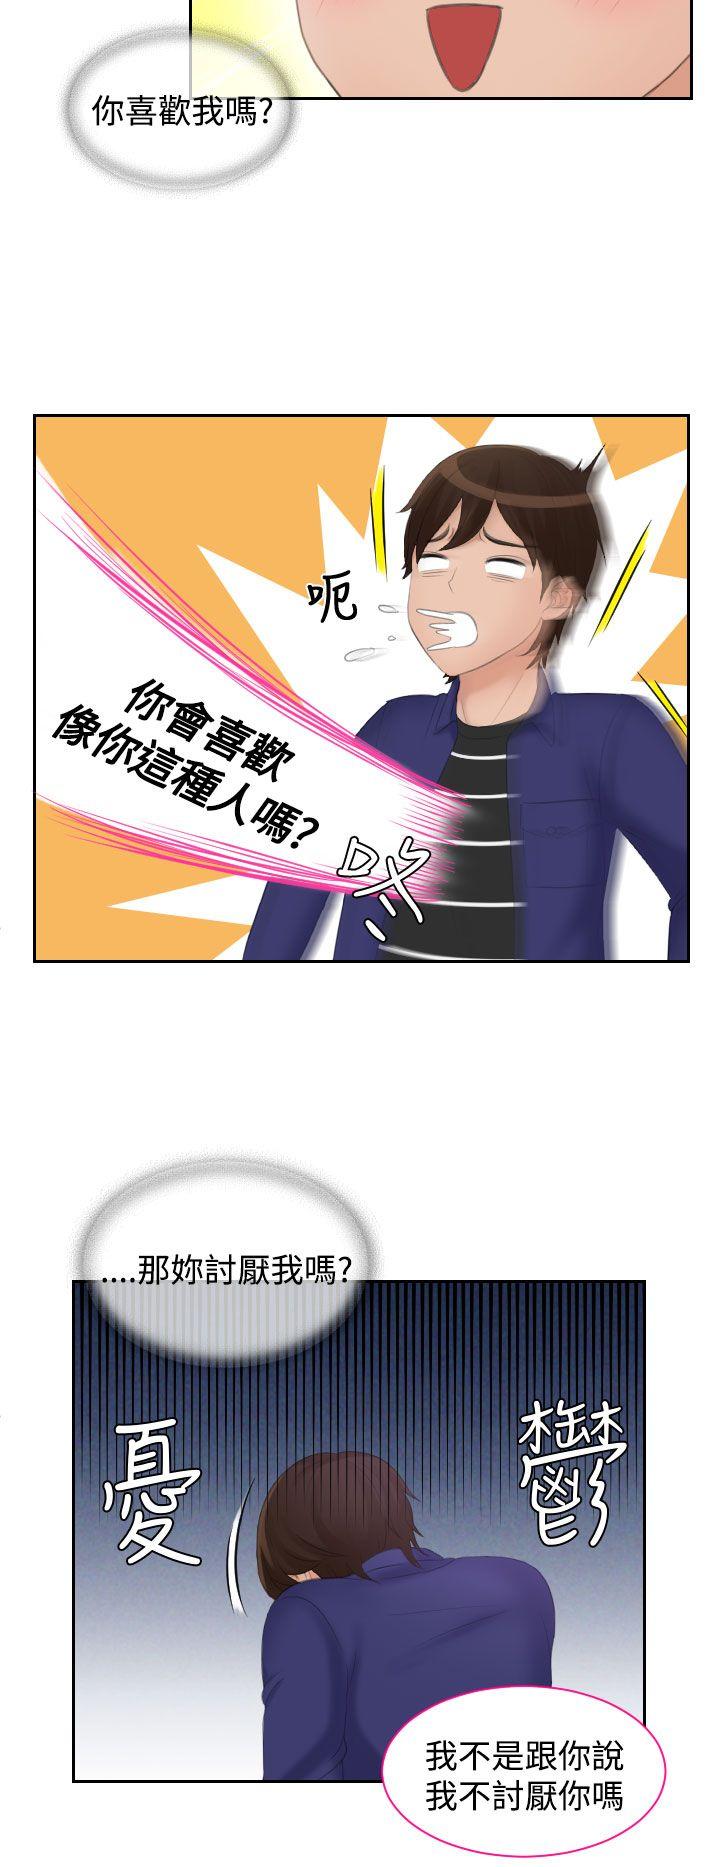 你喜歡我嗎?
呃
你會喜歡
像你這種人嗎?
咚
....那妳討厭我嗎?
憂
鬱
我不是跟你說
我不討厭你嗎